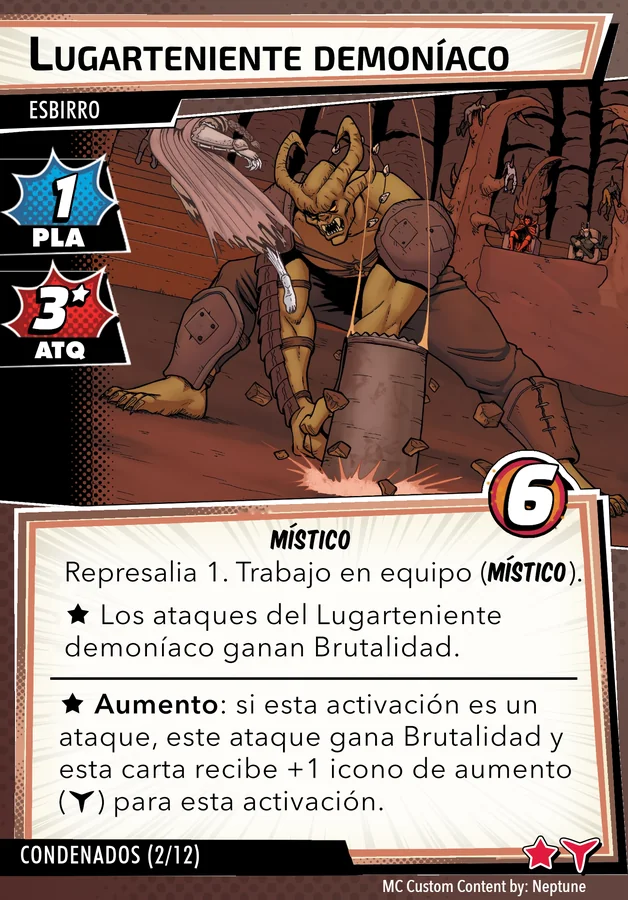 Lugarteniente demoníaco
ESBIRRO
1
PLA
3★
ATQ
6
MÍSTICO
Represalia 1. Trabajo en equipo (MÍSTICO).
★ Los ataques del Lugarteniente
demoníaco ganan Brutalidad.
★ Aumento: si esta activación es un
ataque, este ataque gana Brutalidad y
esta carta recibe +1 icono de aumento
() para esta activación.
CONDENADOS (2/12)
MC Custom Content by: Neptune